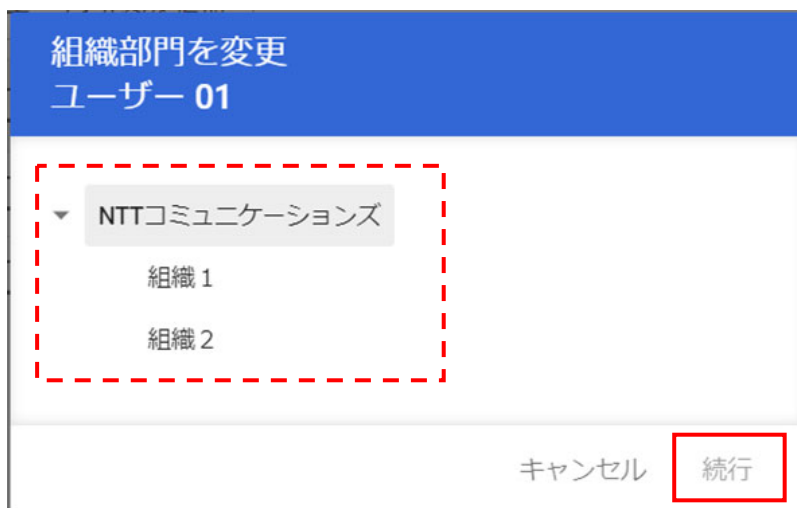 組織部門を変更
ユーザー 01
NTTコミュニケーションズ
組織1
組織2
キャンセル 続行